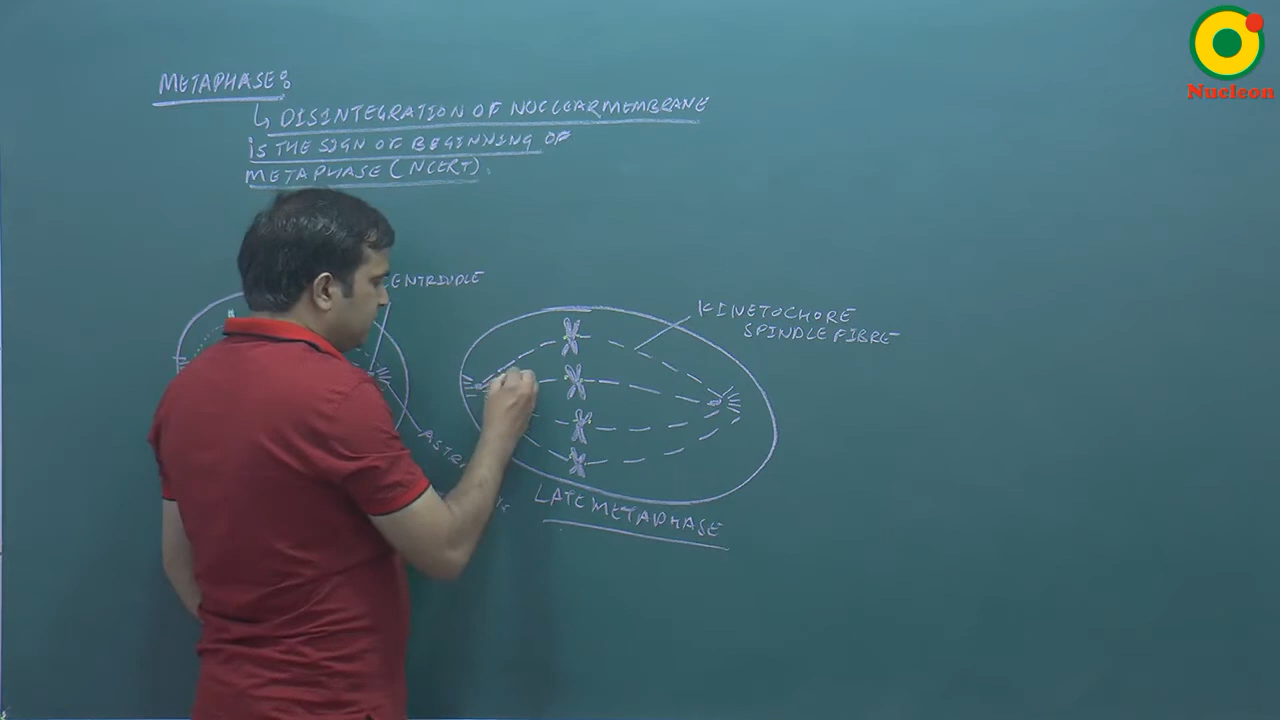 METAPHASE:
↳ DISINTEGRATION OF NUCLEAR MEMBRANE
IS THE SIGN OF BEGINNING OF
METAPHASE (NCERT).
KINETOCHORE
SPINDLE FIBRE
LATE METAPHASE
Nucleon